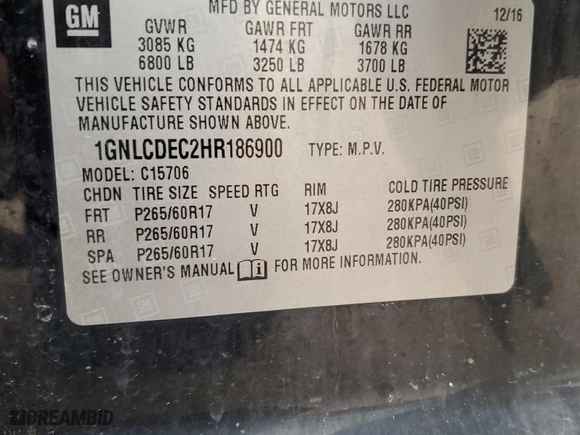 GM
MFD BY GENERAL MOTORS LLC 12/16
GVWR GAWR FRT GAWR RR
3085 KG 1474 KG 1678 KG
6800 LB 3250 LB 3700 LB
THIS VEHICLE CONFORMS TO ALL APPLICABLE U.S. FEDERAL MOTOR
VEHICLE SAFETY STANDARDS IN EFFECT ON THE DATE OF
MANUFACTURE SHOWN ABOVE.
1GNLCDEC2HR186900 TYPE: M.P.V.
MODEL: C15706
CHDN TIRE SIZE SPEED RTG RIM COLD TIRE PRESSURE
FRT P265/60R17 V 17X8J 280KPA(40PSI)
RR P265/60R17 V 17X8J 280KPA(40PSI)
SPA P265/60R17 V 17X8J 280KPA(40PSI)
SEE OWNER'S MANUAL i FOR MORE INFORMATION.
DREAMBID